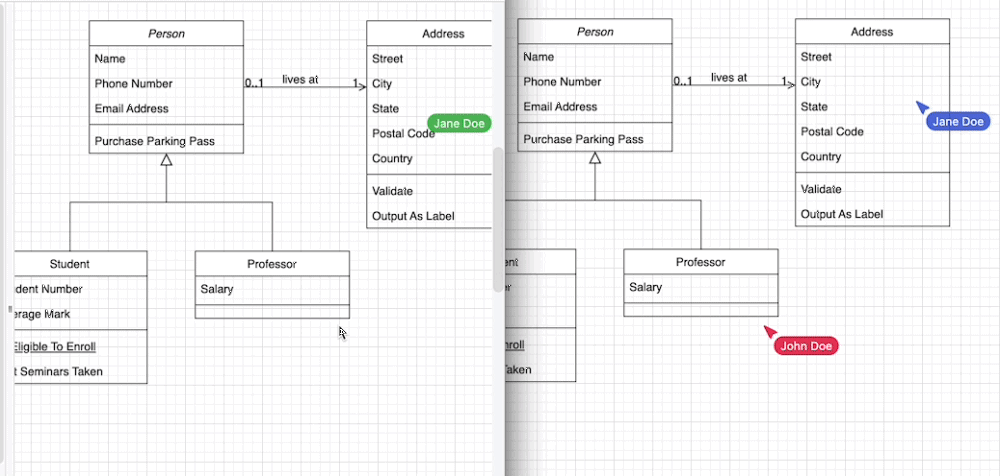 Person
Name
Phone Number
Email Address
Purchase Parking Pass
0..1
lives at
1
Address
Street
City
State
Jane Doe
Postal Code
Country
Validate
Output As Label
Student
dent Number
erage Mark
Eligible To Enroll
t Seminars Taken
Professor
Salary
Person
Name
Phone Number
Email Address
Purchase Parking Pass
0..1
lives at
1
Address
Street
City
State
Jane Doe
Postal Code
Country
Validate
Output As Label
ent
er
nroll
Taken
Professor
Salary
John Doe